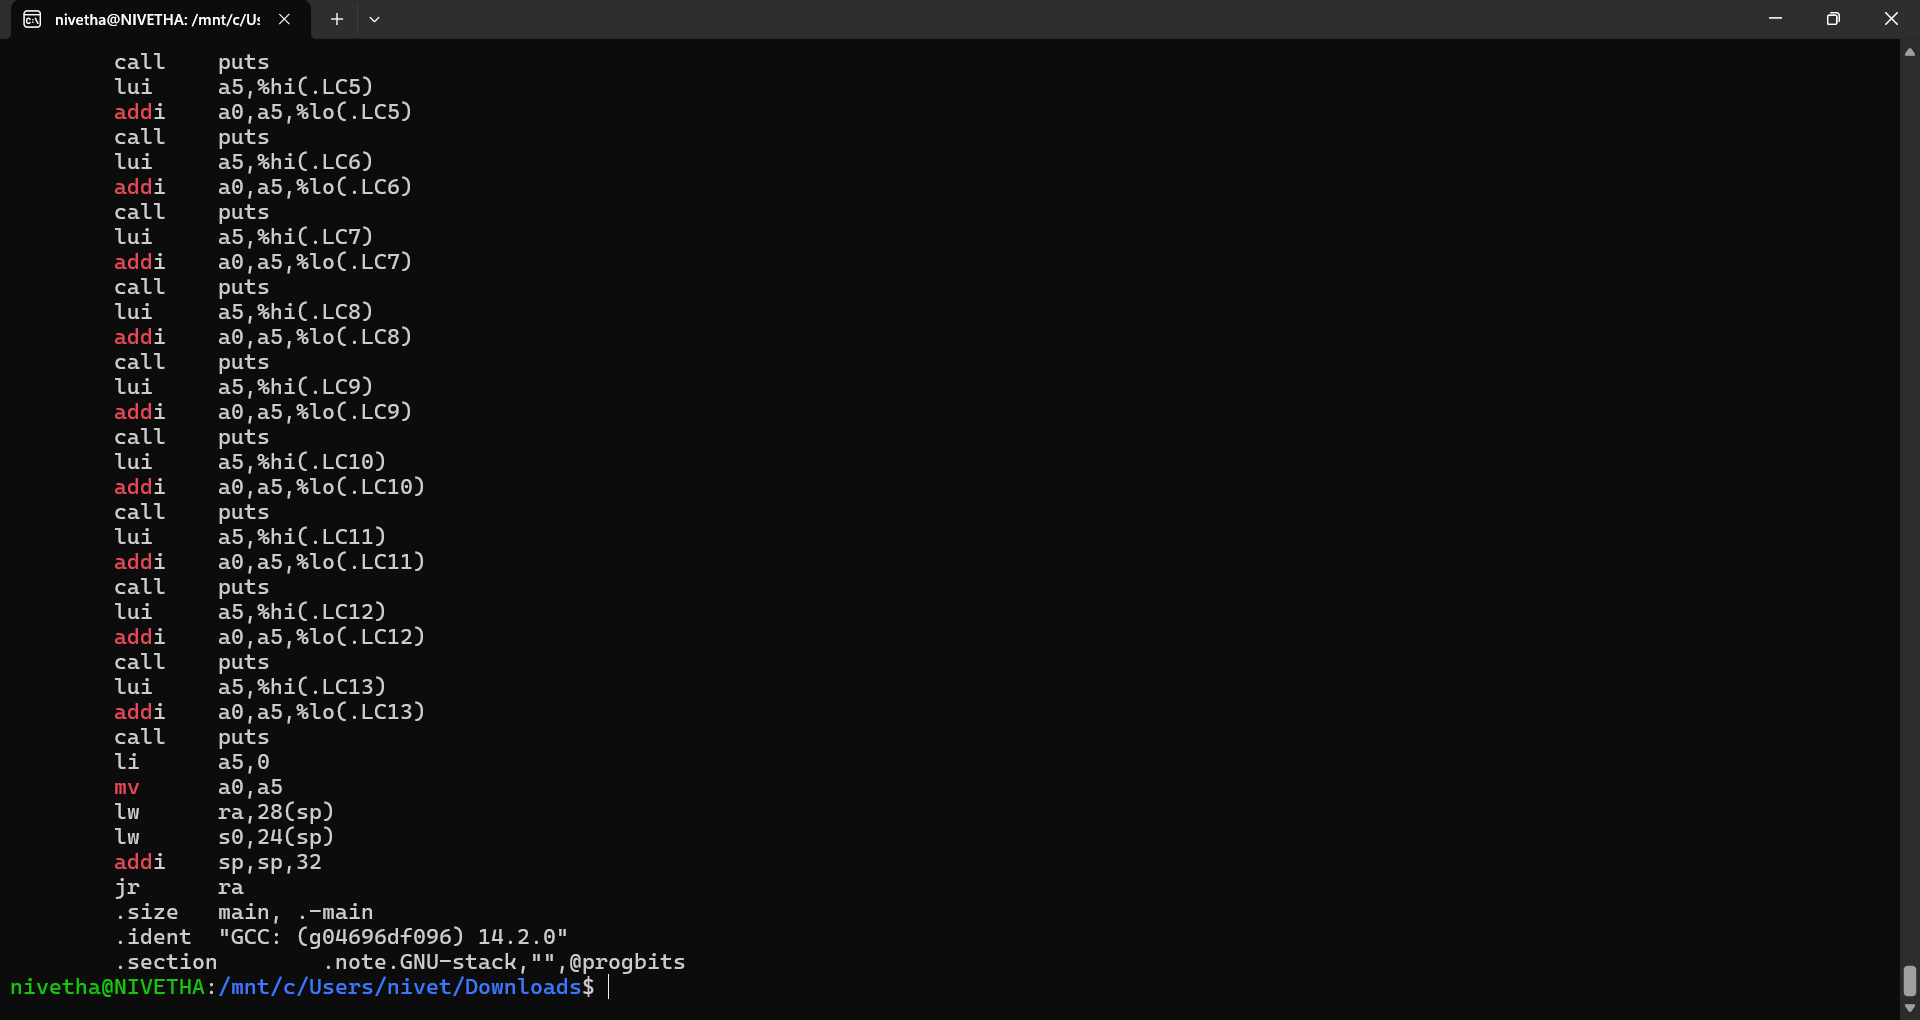 nivetha@NIVETHA: /mnt/c/Us
call puts
lui a5,%hi(.LC5)
addi a0,a5,%lo(.LC5)
call puts
lui a5,%hi(.LC6)
addi a0,a5,%lo(.LC6)
call puts
lui a5,%hi(.LC7)
addi a0,a5,%lo(.LC7)
call puts
lui a5,%hi(.LC8)
addi a0,a5,%lo(.LC8)
call puts
lui a5,%hi(.LC9)
addi a0,a5,%lo(.LC9)
call puts
lui a5,%hi(.LC10)
addi a0,a5,%lo(.LC10)
call puts
lui a5,%hi(.LC11)
addi a0,a5,%lo(.LC11)
call puts
lui a5,%hi(.LC12)
addi a0,a5,%lo(.LC12)
call puts
lui a5,%hi(.LC13)
addi a0,a5,%lo(.LC13)
call puts
li a5,0
mv a0,a5
lw ra,28(sp)
lw s0,24(sp)
addi sp,sp,32
jr ra
.size main, .-main
.ident "GCC: (g04696df096) 14.2.0"
.section .note.GNU-stack,"",@progbits
nivetha@NIVETHA:/mnt/c/Users/nivet/Downloads$